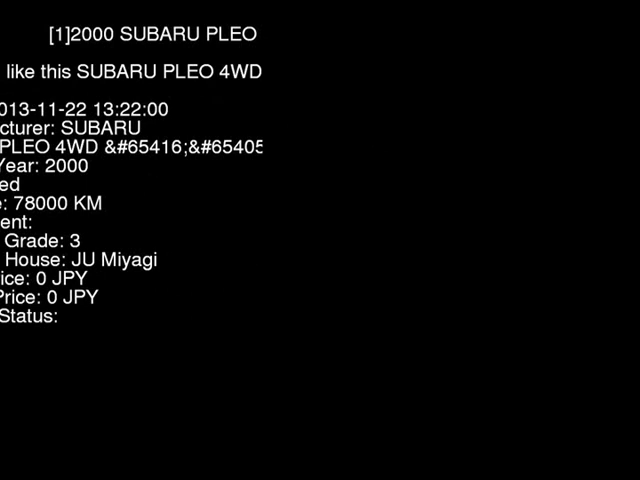 [1]2000 SUBARU PLEO
like this SUBARU PLEO 4WD
013-11-22 13:22:00
cturer: SUBARU
PLEO 4WD &#65416;&#65405
Year: 2000
ed
e: 78000 KM
ent:
Grade: 3
House: JU Miyagi
ice: 0 JPY
Price: 0 JPY
Status: